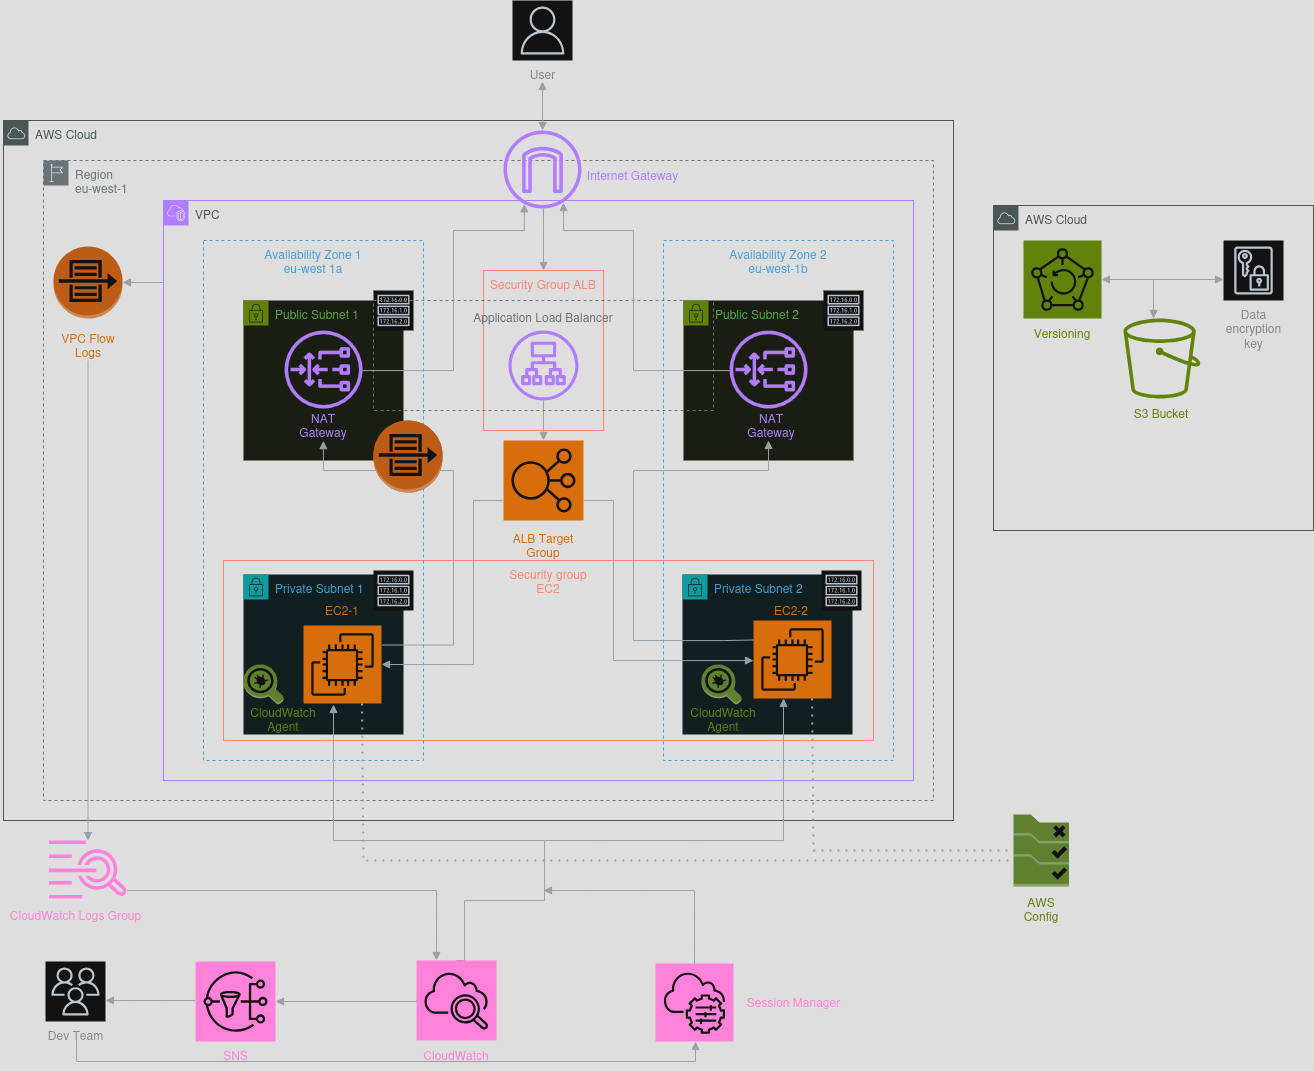 User
AWS Cloud
Region
eu-west-1
Internet Gateway
VPC
AWS Cloud
Availability Zone 1
eu-west 1a
Availability Zone 2
eu-west-1b
Security Group ALB
Public Subnet 1
172.16.0.0
172.16.1.0
172.16.2.0
Application Load Balancer
Public Subnet 2
172.16.0.0
172.16.1.0
172.16.2.0
VPC Flow
Logs
Versioning
Data
encryption
key
S3 Bucket
NAT
Gateway
NAT
Gateway
ALB Target
Group
Security group
EC2
Private Subnet 1
172.16.0.0
172.16.1.0
172.16.2.0
EC2-1
Private Subnet 2
172.16.0.0
172.16.1.0
172.16.2.0
EC2-2
CloudWatch
Agent
CloudWatch
Agent
CloudWatch Logs Group
AWS
Config
Dev Team
SNS
CloudWatch
Session Manager